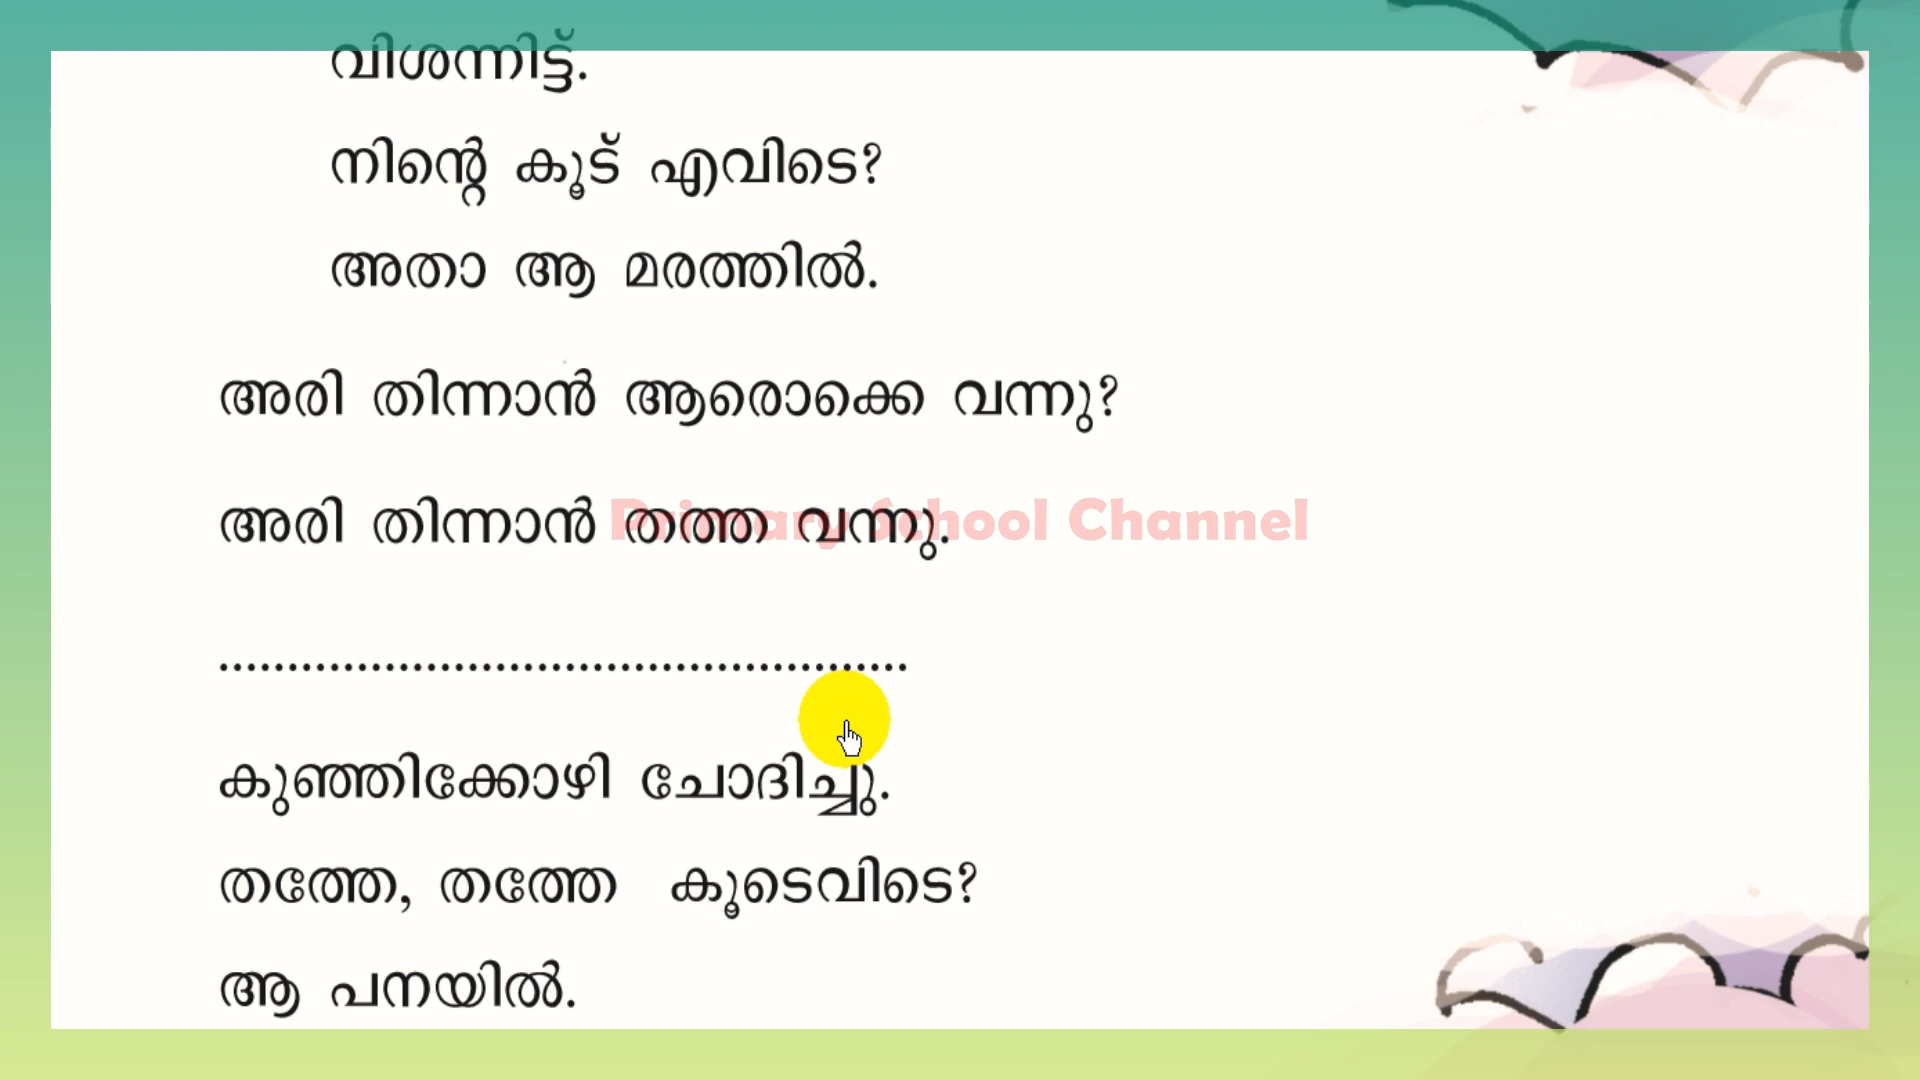 വിശന്നിട്ട്.
നിന്റെ കൂട് എവിടെ?
അതാ ആ മരത്തിൽ.
അരി തിന്നാൻ ആരൊക്കെ വന്നു?
അരി തിന്നാൻ തത്ത വന്നു.
Primary School Channel
..................................................
കുഞ്ഞിക്കോഴി ചോദിച്ചു.
തത്തേ, തത്തേ കൂടെവിടെ?
ആ പനയിൽ.